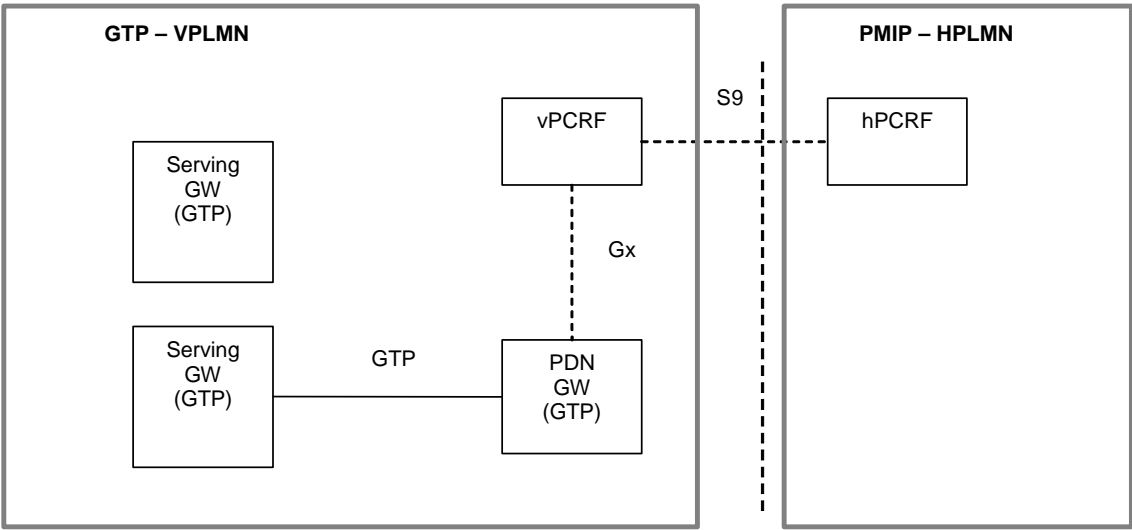 GTP – VPLMN
PMIP – HPLMN
S9
vPCRF
hPCRF
Serving
GW
(GTP)
Gx
Serving
GW
(GTP)
GTP
PDN
GW
(GTP)